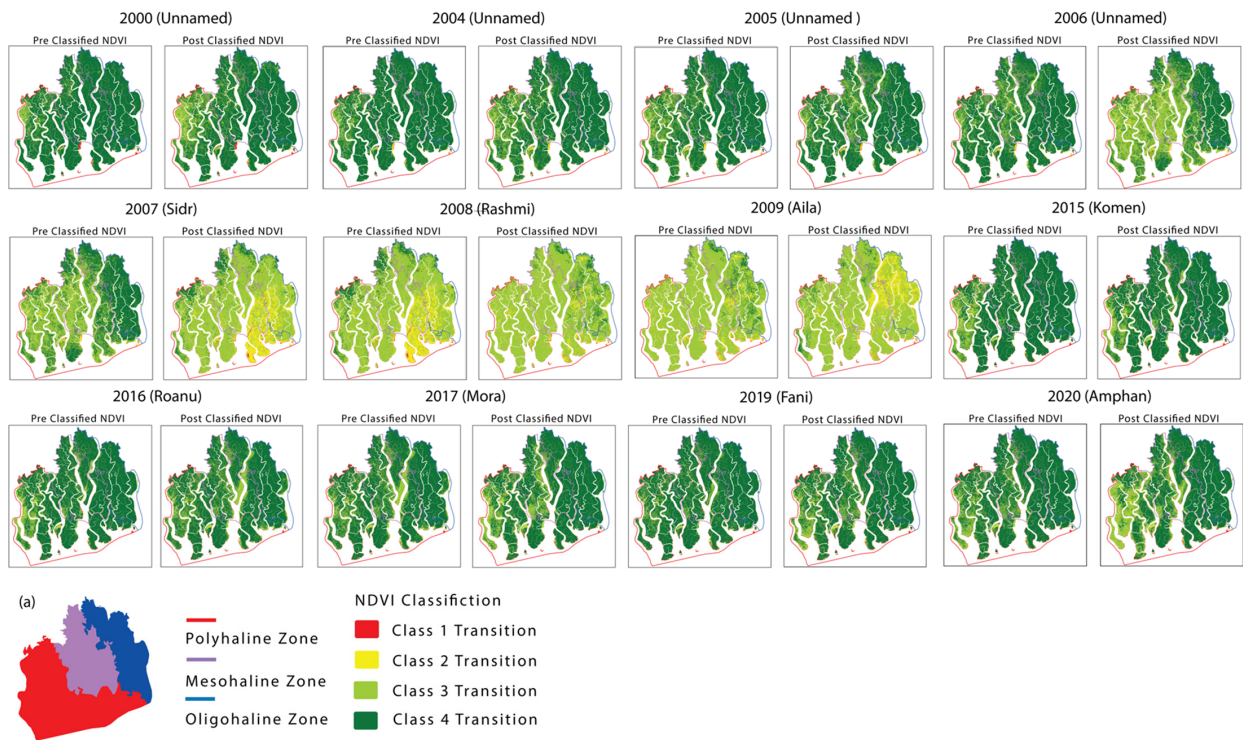 2000 (Unnamed)
2004 (Unnamed)
2005 (Unnamed )
2006 (Unnamed)
Pre Classified NDVI
Post Classified NDVI
Pre Classified NDVI
Post Classified NDVI
Pre Classified NDVI
Post Classified NDVI
Pre Classified NDVI
Post Classified NDVI
2007 (Sidr)
2008 (Rashmi)
2009 (Aila)
2015 (Komen)
Pre Classified NDVI
Post Classified NDVI
Pre Classified NDVI
Post Classified NDVI
Pre Classified NDVI
Post Classified NDVI
Pre Classified NDVI
Post Classified NDVI
2016 (Roanu)
2017 (Mora)
2019 (Fani)
2020 (Amphan)
Pre Classified NDVI
Post Classified NDVI
Pre Classified NDVI
Post Classified NDVI
Pre Classified NDVI
Post Classified NDVI
Pre Classified NDVI
Post Classified NDVI
(a)
Polyhaline Zone
Mesohaline Zone
Oligohaline Zone
NDVI Classifiction
Class 1 Transition
Class 2 Transition
Class 3 Transition
Class 4 Transition